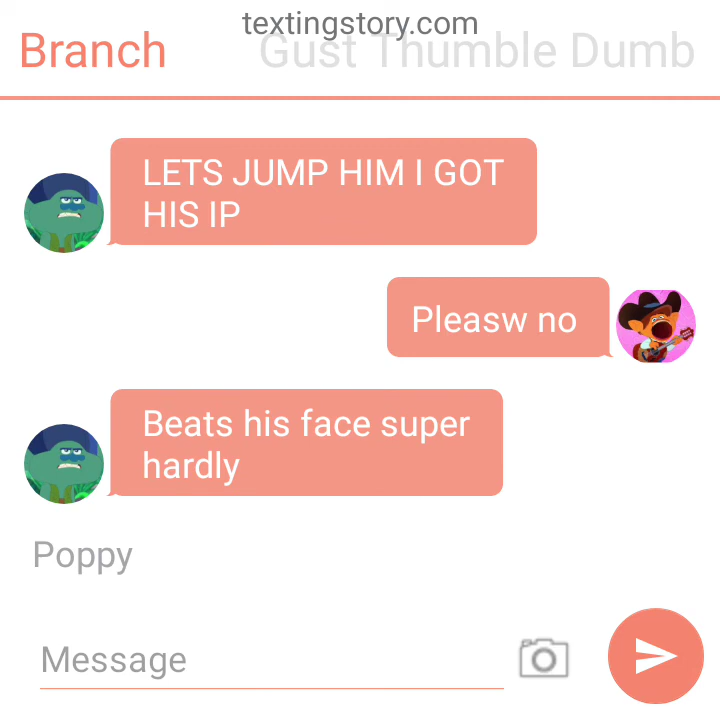 textingstory.com
Branch
Gust Thumble Dumb
LETS JUMP HIM I GOT
HIS IP
Pleasw no
Beats his face super
hardly
Poppy
Message